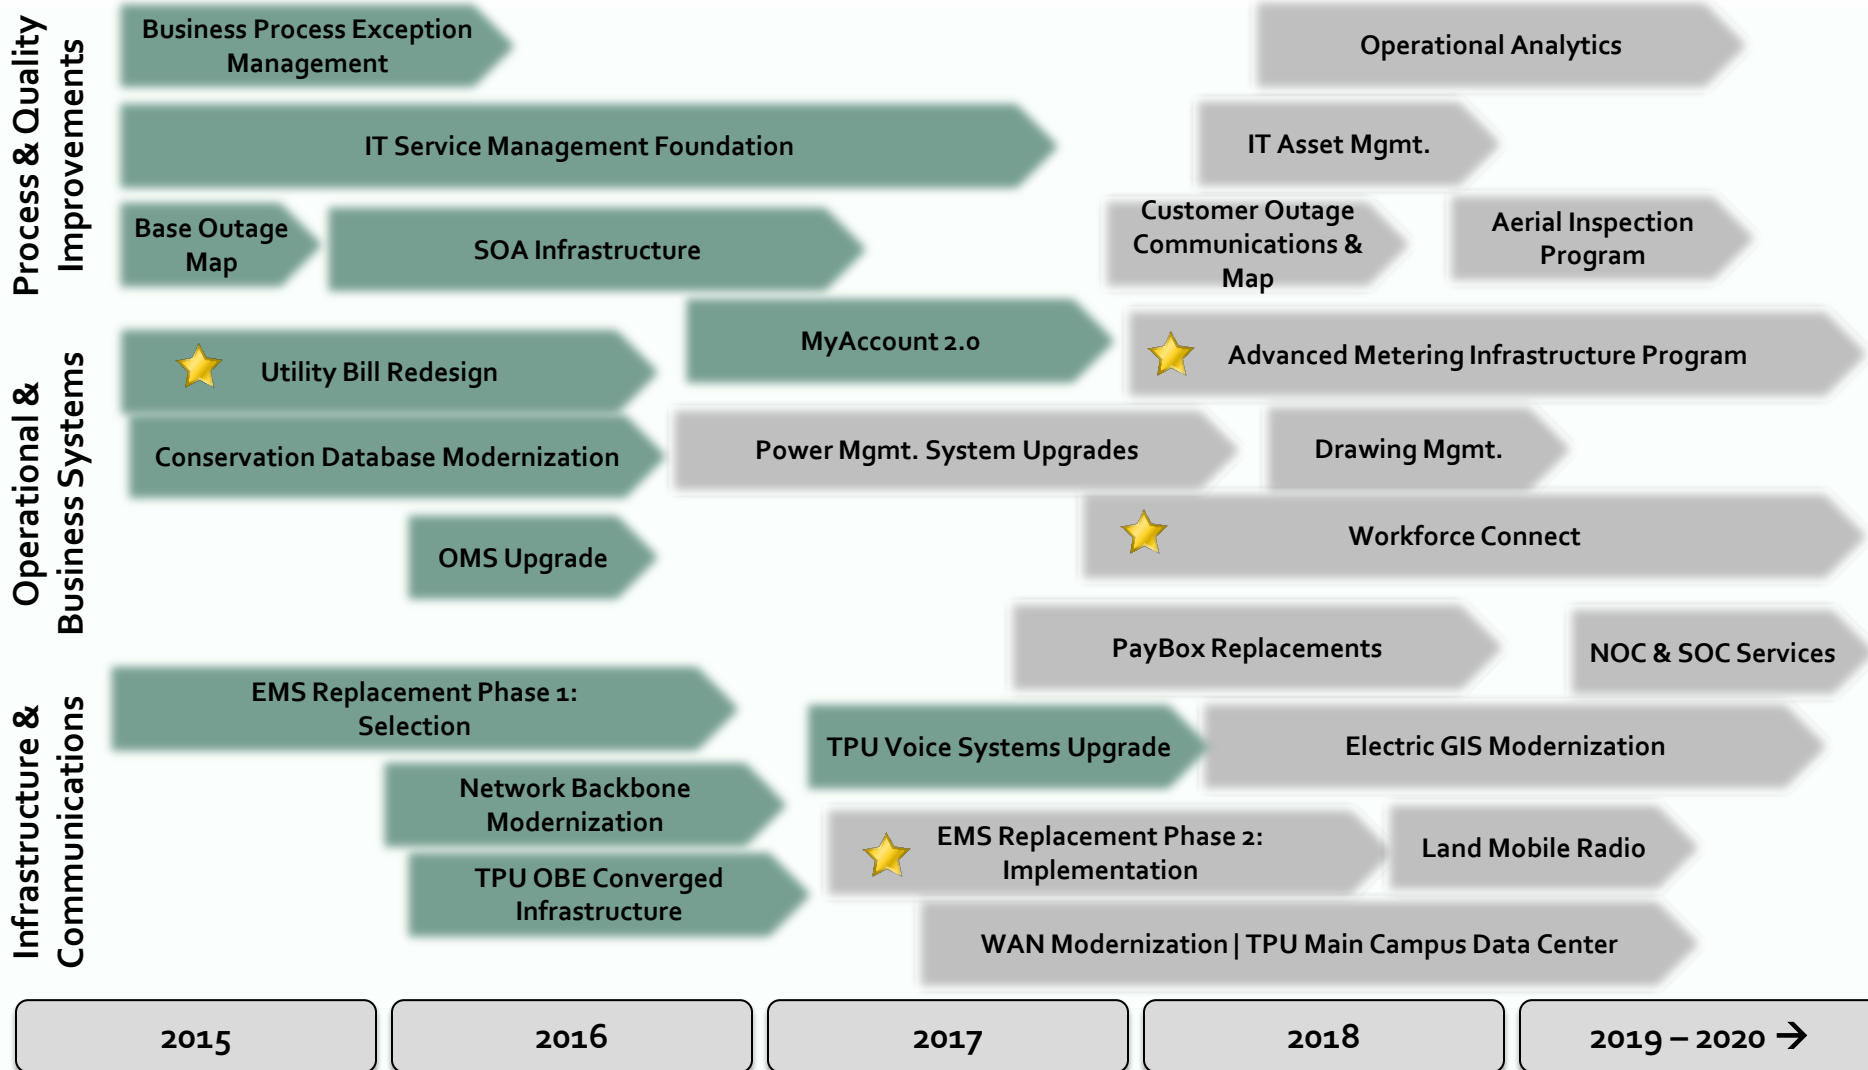 Process & Quality
Improvements
Business Process Exception
Management
Operational Analytics
IT Service Management Foundation
IT Asset Mgmt.
Base Outage
Map
SOA Infrastructure
Customer Outage
Communications &
Map
Aerial Inspection
Program
Operational &
Business Systems
MyAccount 2.0
Utility Bill Redesign
Advanced Metering Infrastructure Program
Conservation Database Modernization
Power Mgmt. System Upgrades
Drawing Mgmt.
OMS Upgrade
Workforce Connect
PayBox Replacements
NOC & SOC Services
Infrastructure &
Communications
EMS Replacement Phase 1:
Selection
TPU Voice Systems Upgrade
Electric GIS Modernization
Network Backbone
Modernization
EMS Replacement Phase 2:
Implementation
Land Mobile Radio
TPU OBE Converged
Infrastructure
WAN Modernization | TPU Main Campus Data Center
2015
2016
2017
2018
2019 – 2020 →